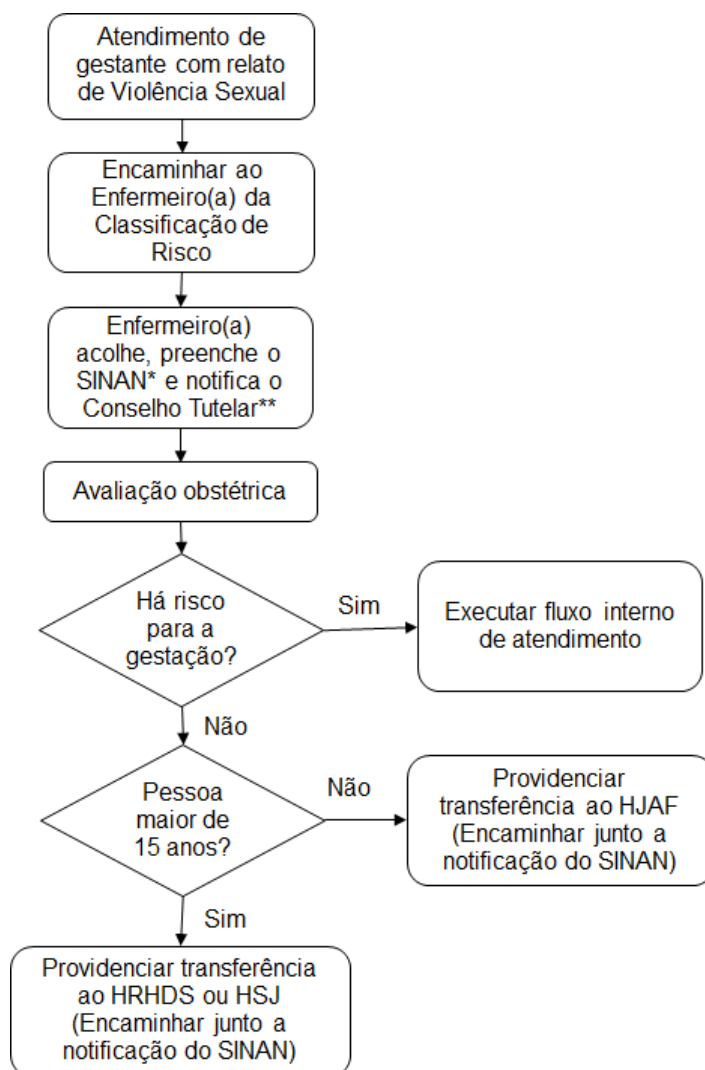 Atendimento de
gestante com relato
de Violência Sexual
Encaminhar ao
Enfermeiro(a) da
Classificação de
Risco
Enfermeiro(a)
acolhe, preenche o
SINAN* e notifica o
Conselho Tutelar**
Avaliação obstétrica
Há risco
para a
gestação?
Sim
Executar fluxo interno
de atendimento
Não
Pessoa
maior de
15 anos?
Não
Providenciar
transferência ao HJAF
(Encaminhar junto a
notificação do SINAN)
Sim
Providenciar transferência
ao HRHDS ou HSJ
(Encaminhar junto a
notificação do SINAN)